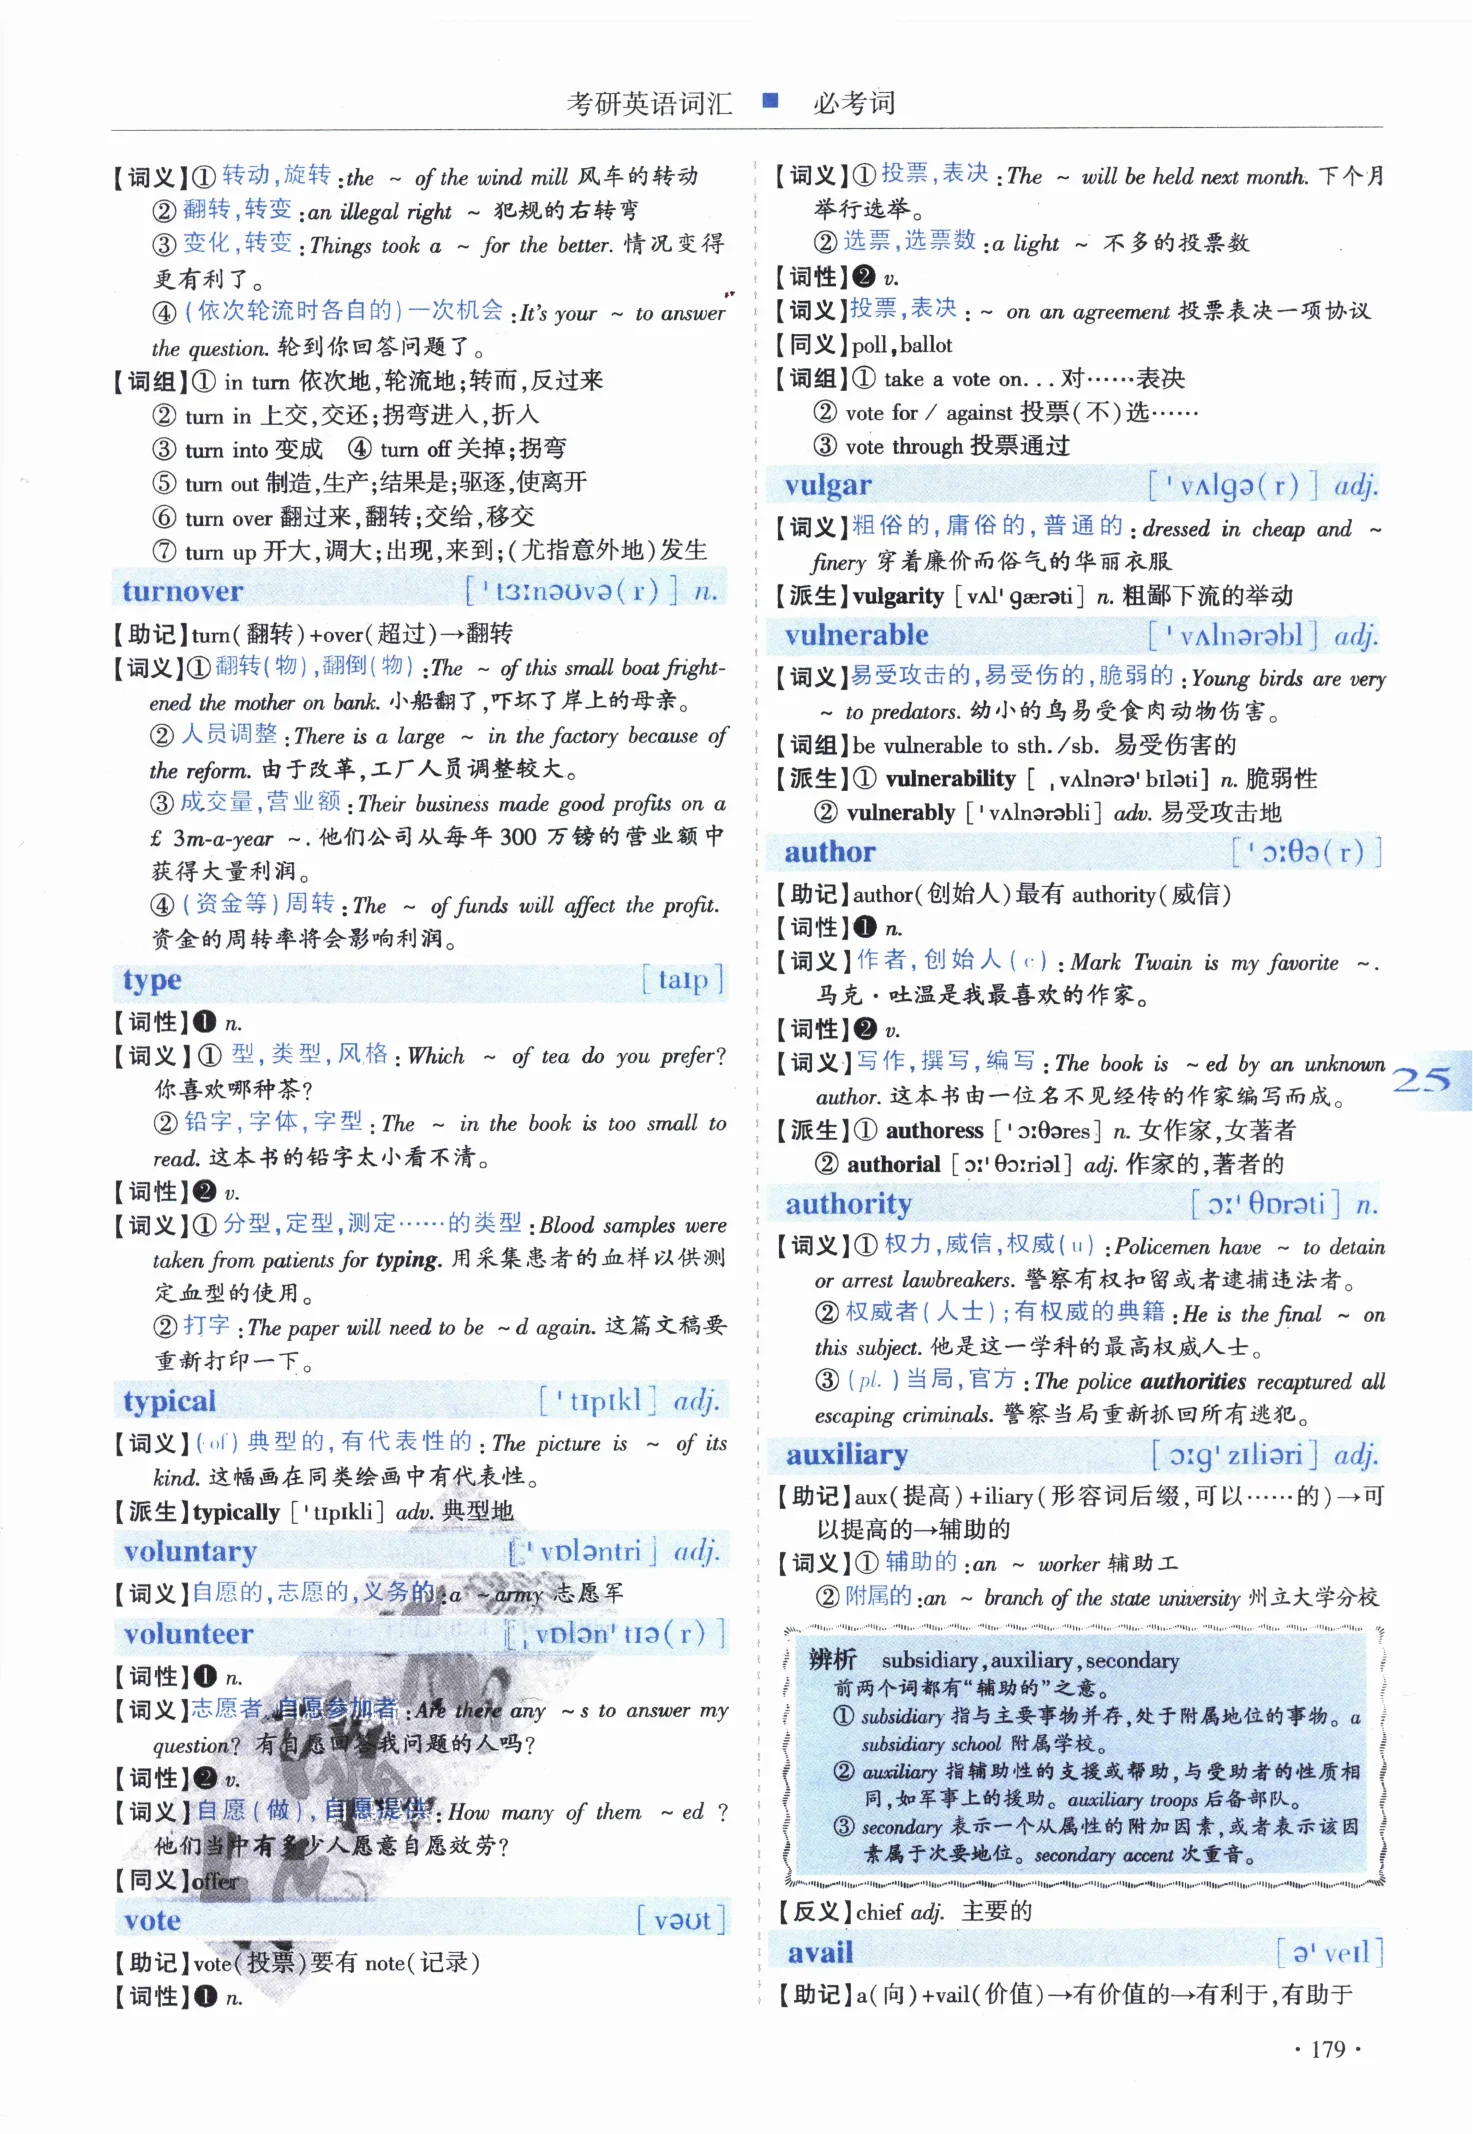 考研英语词汇 ■ 必考词
【词义】①转动,旋转:the ~ of the wind mill 风车的转动
②翻转,转变:an illegal right ~ 犯规的右转弯
③变化,转变:Things took a ~ for the better. 情况变得
更有利了。
④(依次轮流时各自的)一次机会:It's your ~ to answer
the question. 轮到你回答问题了。
【词组】① in turn 依次地,轮流地;转而,反过来
② turn in 上交,交还;拐弯进入,折入
③ turn into 变成 ④ turn off 关掉;拐弯
⑤ turn out 制造,生产;结果是;驱逐,使离开
⑥ turn over 翻过来,翻转;交给,移交
⑦ turn up 开大,调大;出现,来到;(尤指意外地)发生
turnover [ˈtɜːnəʊvə(r)] n.
【助记】turn(翻转)+over(超过)→翻转
【词义】①翻转(物),翻倒(物):The ~ of this small boat fright-
ened the mother on bank. 小船翻了,吓坏了岸上的母亲。
②人员调整:There is a large ~ in the factory because of
the reform. 由于改革,工厂人员调整较大。
③成交量,营业额:Their business made good profits on a
£ 3m-a-year ~. 他们公司从每年 300 万镑的营业额中
获得大量利润。
④(资金等)周转:The ~ of funds will affect the profit.
资金的周转率将会影响利润。
type [taɪp]
【词性】❶ n.
【词义】①型,类型,风格:Which ~ of tea do you prefer?
你喜欢哪种茶?
②铅字,字体,字型:The ~ in the book is too small to
read. 这本书的铅字太小看不清。
【词性】❷ v.
【词义】①分型,定型,测定……的类型:Blood samples were
taken from patients for typing. 用采集患者的血样以供测
定血型的使用。
②打字:The paper will need to be ~d again. 这篇文稿要
重新打印一下。
typical [ˈtɪpɪkl] adj.
【词义】(of)典型的,有代表性的:The picture is ~ of its
kind. 这幅画在同类绘画中有代表性。
【派生】typically [ˈtɪpɪkli] adv. 典型地
voluntary [ˈvɒləntri] adj.
【词义】自愿的,志愿的,义务的:a ~ army 志愿军
volunteer [ˌvɒlənˈtɪə(r)]
【词性】❶ n.
【词义】志愿者,自愿参加者:Are there any ~s to answer my
question? 有自愿回答我问题的人吗?
【词性】❷ v.
【词义】自愿(做),自愿提供:How many of them ~ed ?
他们当中有多少人愿意自愿效劳?
【同义】offer
vote [vəʊt]
【助记】vote(投票)要有 note(记录)
【词性】❶ n.
【词义】①投票,表决:The ~ will be held next month. 下个月
举行选举。
②选票,选票数:a light ~ 不多的投票数
【词性】❷ v.
【词义】投票,表决:~ on an agreement 投票表决一项协议
【同义】poll,ballot
【词组】① take a vote on... 对……表决
② vote for / against 投票(不)选……
③ vote through 投票通过
vulgar [ˈvʌlɡə(r)] adj.
【词义】粗俗的,庸俗的,普通的:dressed in cheap and ~
finery 穿着廉价而俗气的华丽衣服
【派生】vulgarity [vʌlˈɡærəti] n. 粗鄙下流的举动
vulnerable [ˈvʌlnərəbl] adj.
【词义】易受攻击的,易受伤的,脆弱的:Young birds are very
~ to predators. 幼小的鸟易受食肉动物伤害。
【词组】be vulnerable to sth./sb. 易受伤害的
【派生】① vulnerability [ˌvʌlnərəˈbɪləti] n. 脆弱性
② vulnerably [ˈvʌlnərəbli] adv. 易受攻击地
author [ˈɔːθə(r)]
【助记】author(创始人)最有 authority(威信)
【词性】❶ n.
【词义】作者,创始人(c):Mark Twain is my favorite ~.
马克·吐温是我最喜欢的作家。
【词性】❷ v.
【词义】写作,撰写,编写:The book is ~ed by an unknown
author. 这本书由一位名不见经传的作家编写而成。
【派生】① authoress [ˈɔːθəres] n. 女作家,女著者
② authorial [ɔːˈθɔːriəl] adj. 作家的,著者的
authority [ɔːˈθɒrəti] n.
【词义】①权力,威信,权威(u):Policemen have ~ to detain
or arrest lawbreakers. 警察有权扣留或者逮捕违法者。
②权威者(人士);有权威的典籍:He is the final ~ on
this subject. 他是这一学科的最高权威人士。
③(pl.)当局,官方:The police authorities recaptured all
escaping criminals. 警察当局重新抓回所有逃犯。
auxiliary [ɔːɡˈzɪliəri] adj.
【助记】aux(提高)+iliary(形容词后缀,可以……的)→可
以提高的→辅助的
【词义】①辅助的:an ~ worker 辅助工
②附属的:an ~ branch of the state university 州立大学分校
辨析 subsidiary,auxiliary,secondary
前两个词都有“辅助的”之意。
① subsidiary 指与主要事物并存,处于附属地位的事物。a
subsidiary school 附属学校。
② auxiliary 指辅助性的支援或帮助,与受助者的性质相
同,如军事上的援助。auxiliary troops 后备部队。
③ secondary 表示一个从属性的附加因素,或者表示该因
素属于次要地位。secondary accent 次重音。
【反义】chief adj. 主要的
avail [əˈveɪl]
【助记】a(向)+vail(价值)→有价值的→有利于,有助于
25
·179·